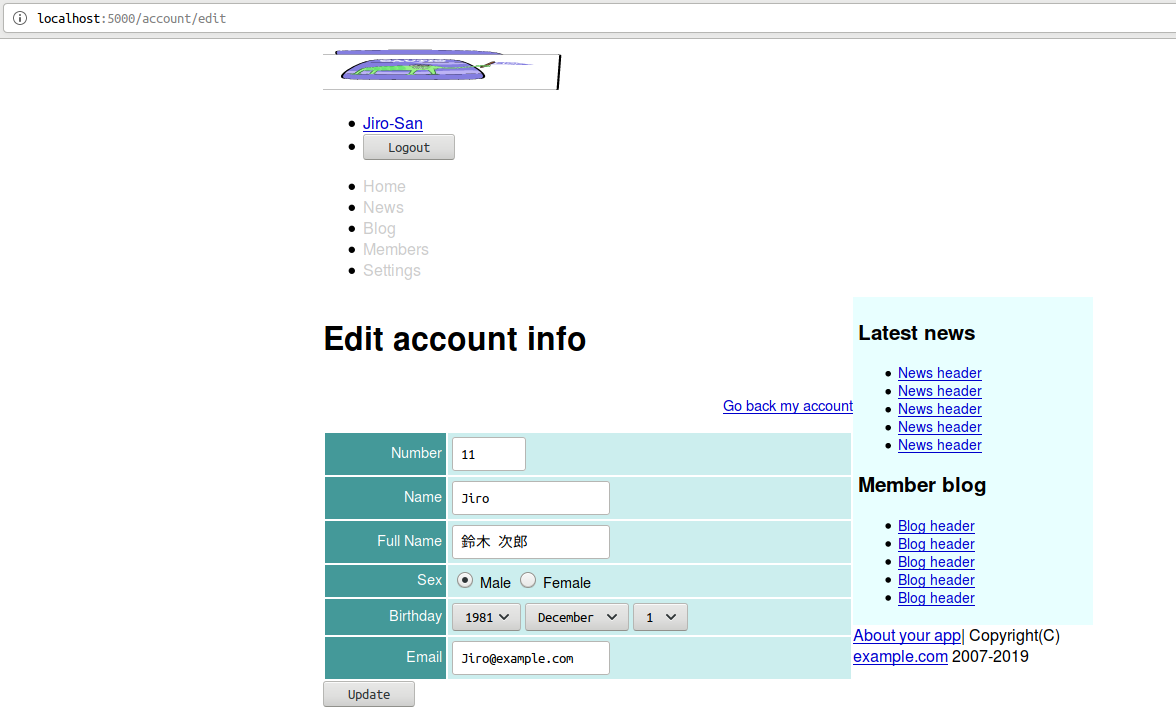 localhost:5000/account/edit
Jiro-San
Logout
Home
News
Blog
Members
Settings
Edit account info
Go back my account
Number 11
Name Jiro
Full Name 鈴木 次郎
Sex Male Female
Birthday 1981 December 1
Email Jiro@example.com
Update
Latest news
News header
News header
News header
News header
News header
Member blog
Blog header
Blog header
Blog header
Blog header
Blog header
About your app| Copyright(C)
example.com 2007-2019